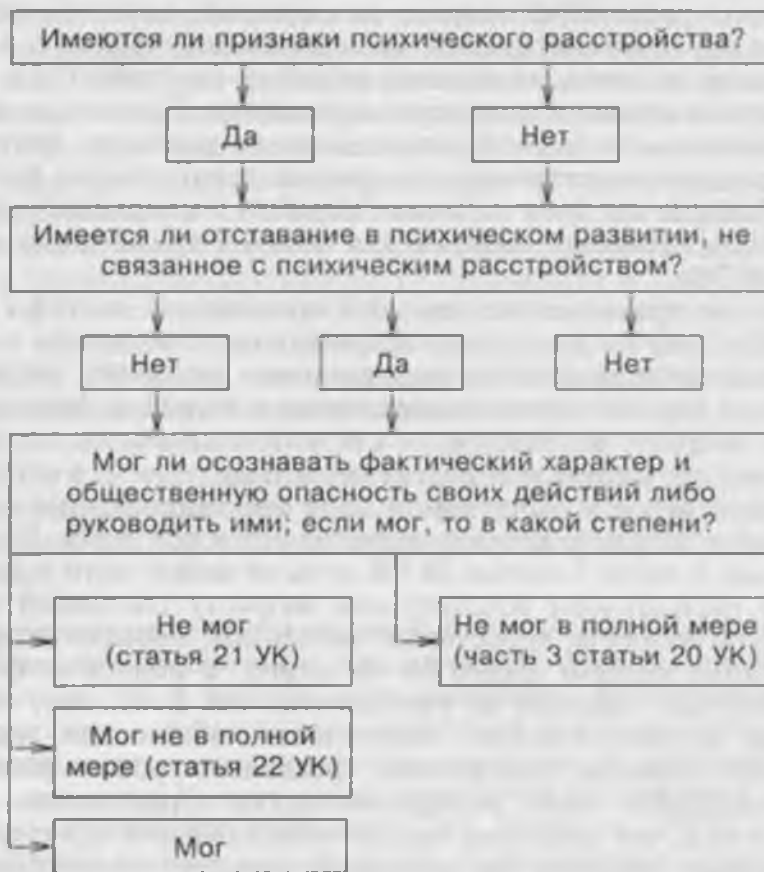 Имеются ли признаки психического расстройства?
Да
Нет
Имеется ли отставание в психическом развитии, не
связанное с психическим расстройством?
Нет
Да
Нет
Мог ли осознавать фактический характер и
общественную опасность своих действий либо
руководить ими; если мог, то в какой степени?
Не мог
(статья 21 УК)
Не мог в полной мере
(часть 3 статьи 20 УК)
Мог не в полной
мере (статья 22 УК)
Мог